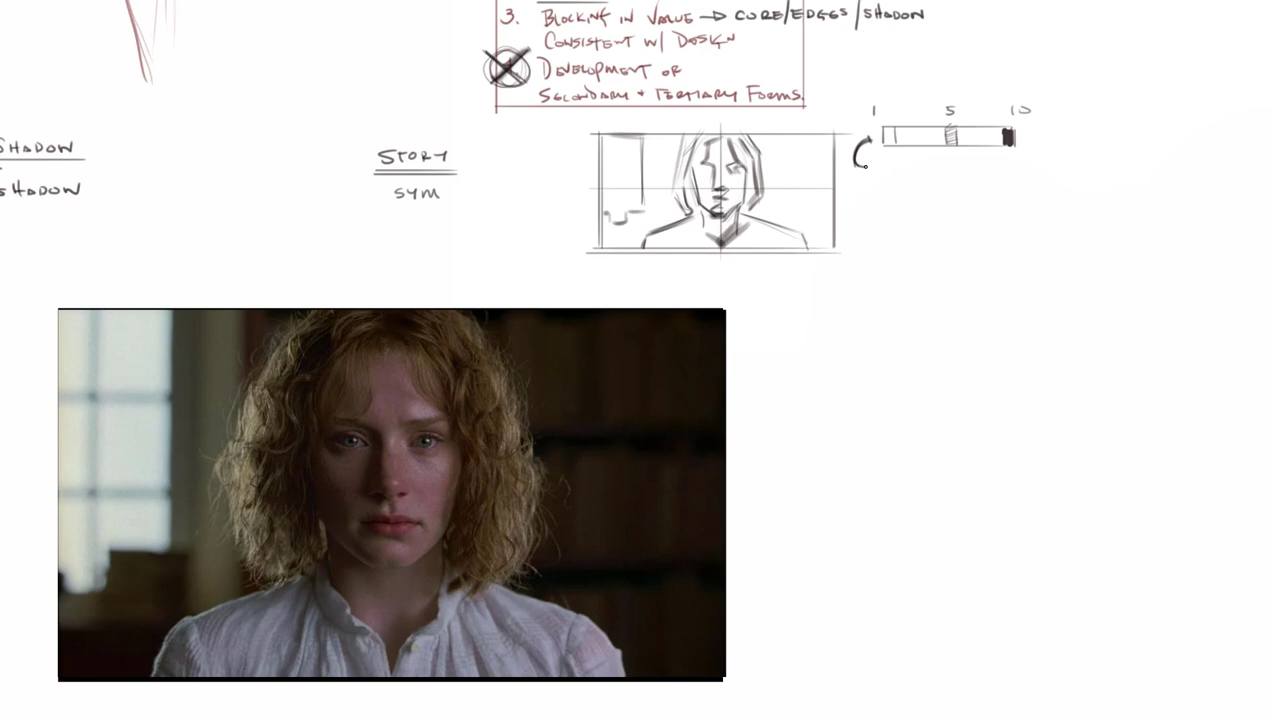 3. BLOCKING IN VALUE → CORE/EDGES/SHADOW
CONSISTENT W/ DESIGN
DEVELOPMENT OF
SECONDARY + TERTIARY FORMS.
1 5 10
SHADOW
SHADOW
STORY
SYM